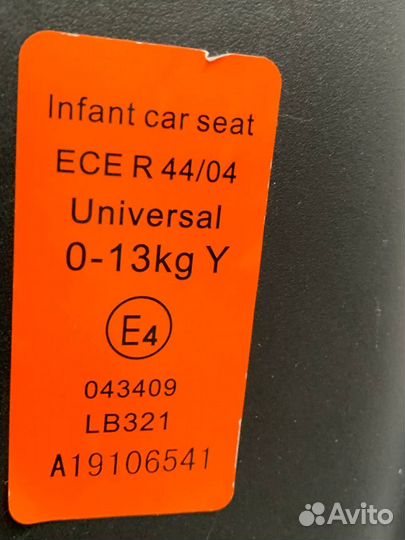 Infant car seat
ECE R 44/04
Universal
0-13kg Y
E4
043409
LB321
A19106541
Avito